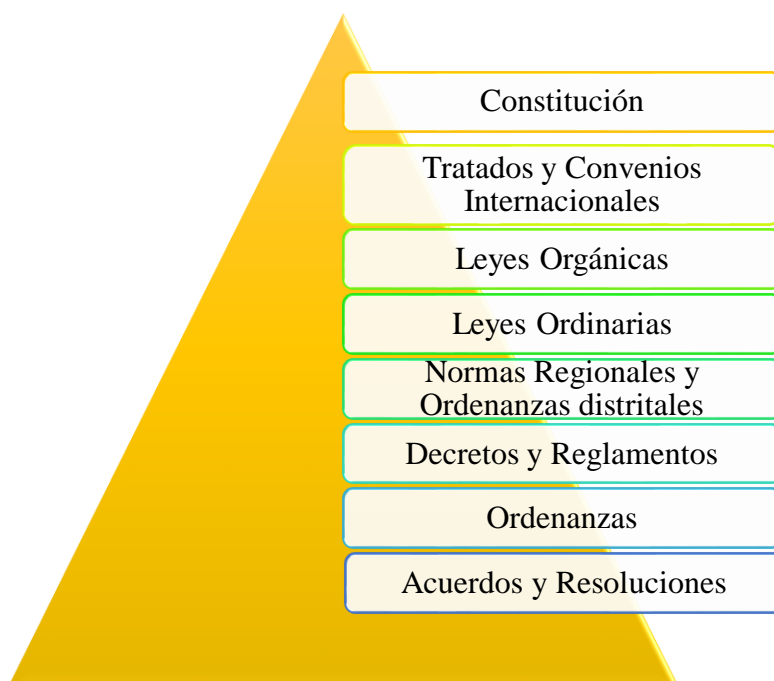 Constitución
Tratados y Convenios
Internacionales
Leyes Orgánicas
Leyes Ordinarias
Normas Regionales y
Ordenanzas distritales
Decretos y Reglamentos
Ordenanzas
Acuerdos y Resoluciones